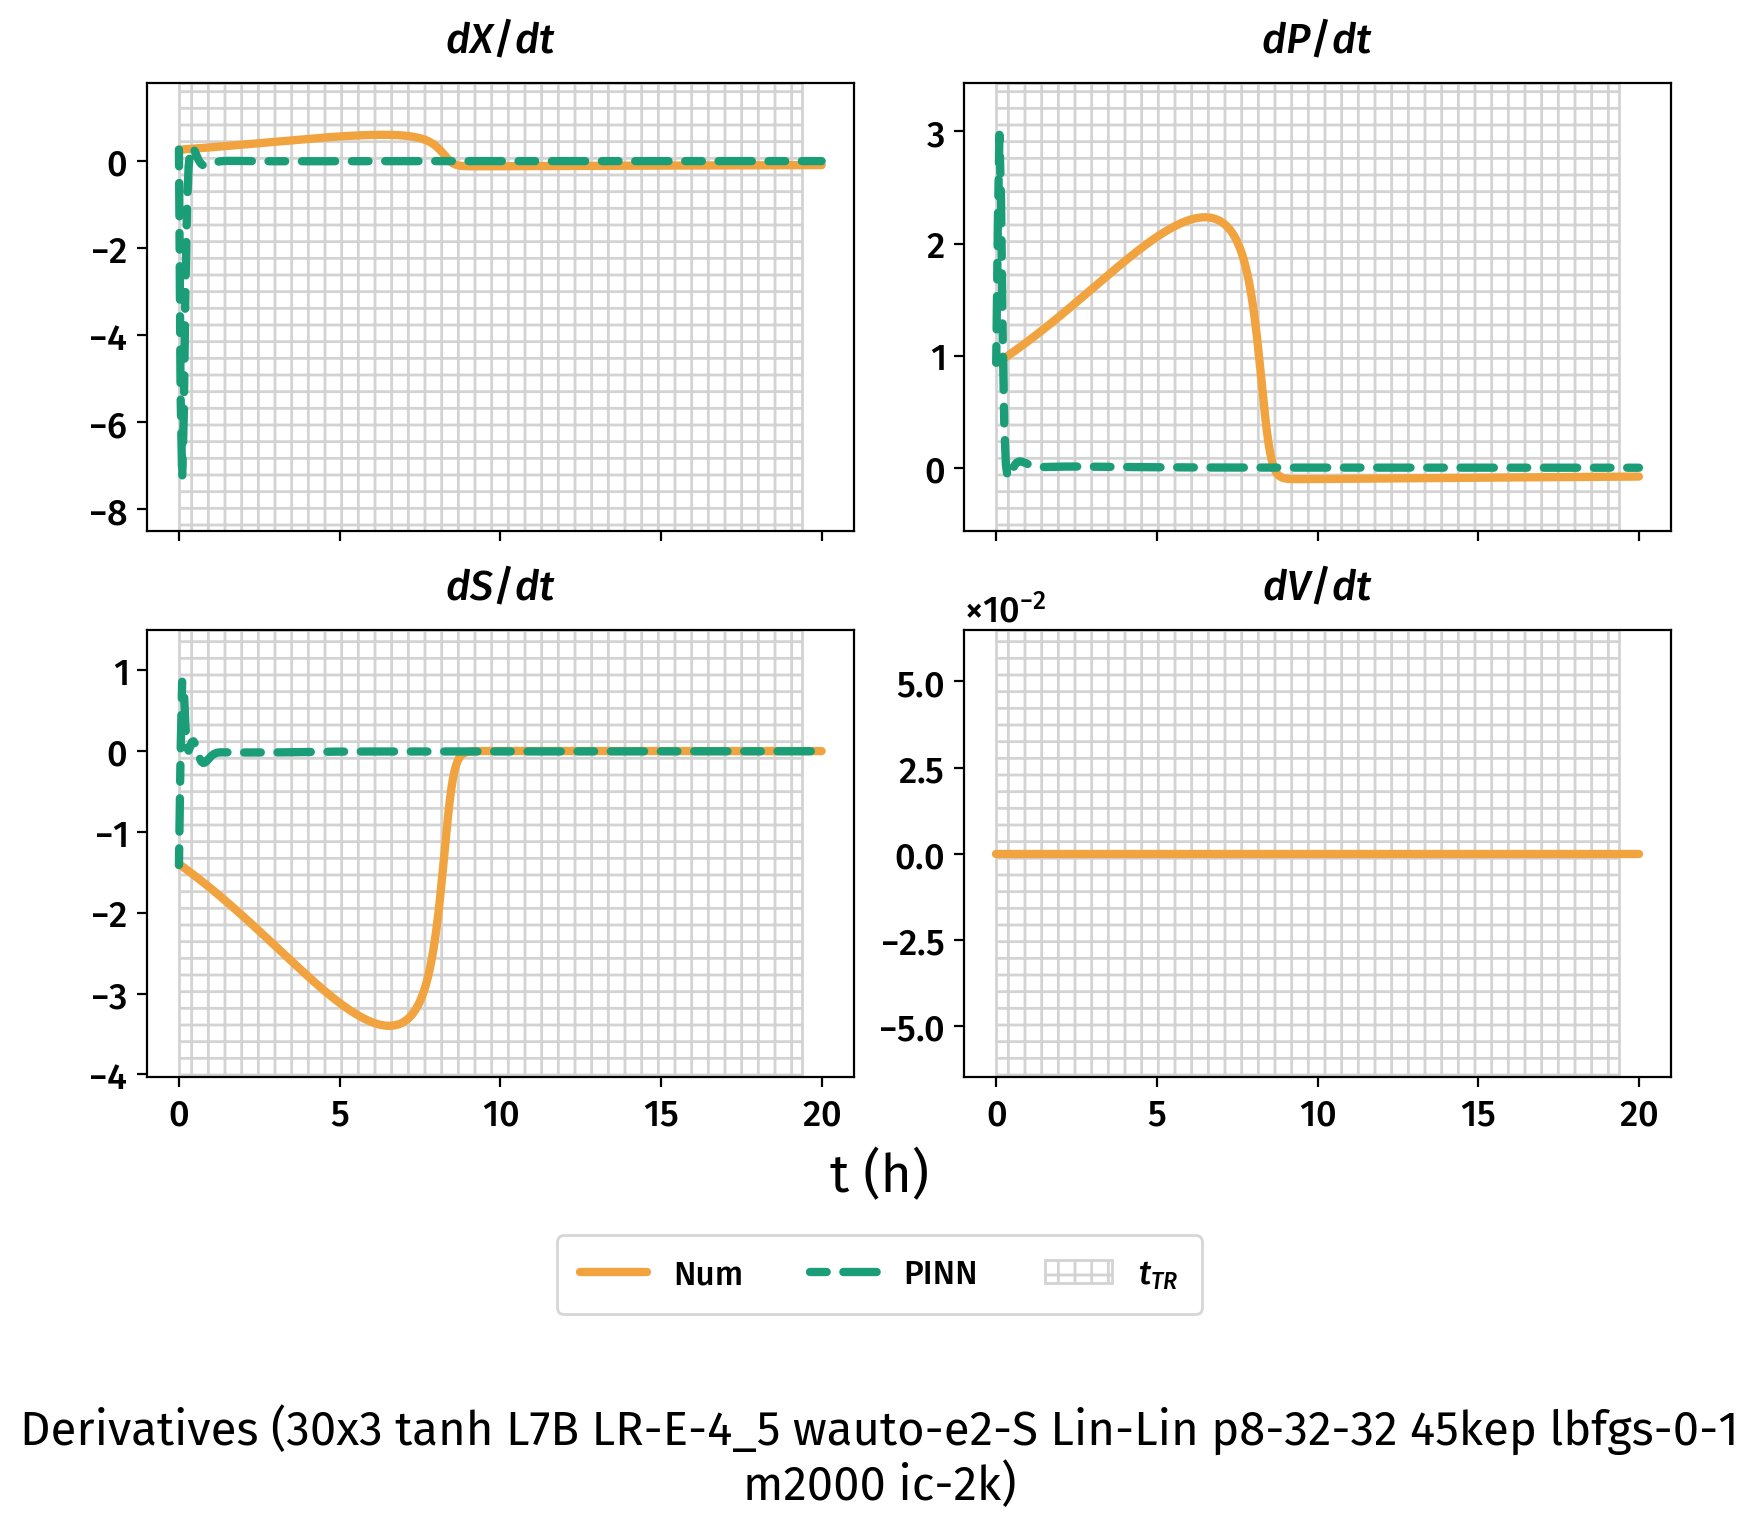 dX/dt
dP/dt
0
−2
−4
−6
−8
3
2
1
0
dS/dt
dV/dt
×10⁻²
1
0
−1
−2
−3
−4
5.0
2.5
0.0
−2.5
−5.0
0 5 10 15 20
0 5 10 15 20
t (h)
Num PINN t_TR
Derivatives (30x3 tanh L7B LR-E-4_5 wauto-e2-S Lin-Lin p8-32-32 45kep lbfgs-0-1
m2000 ic-2k)